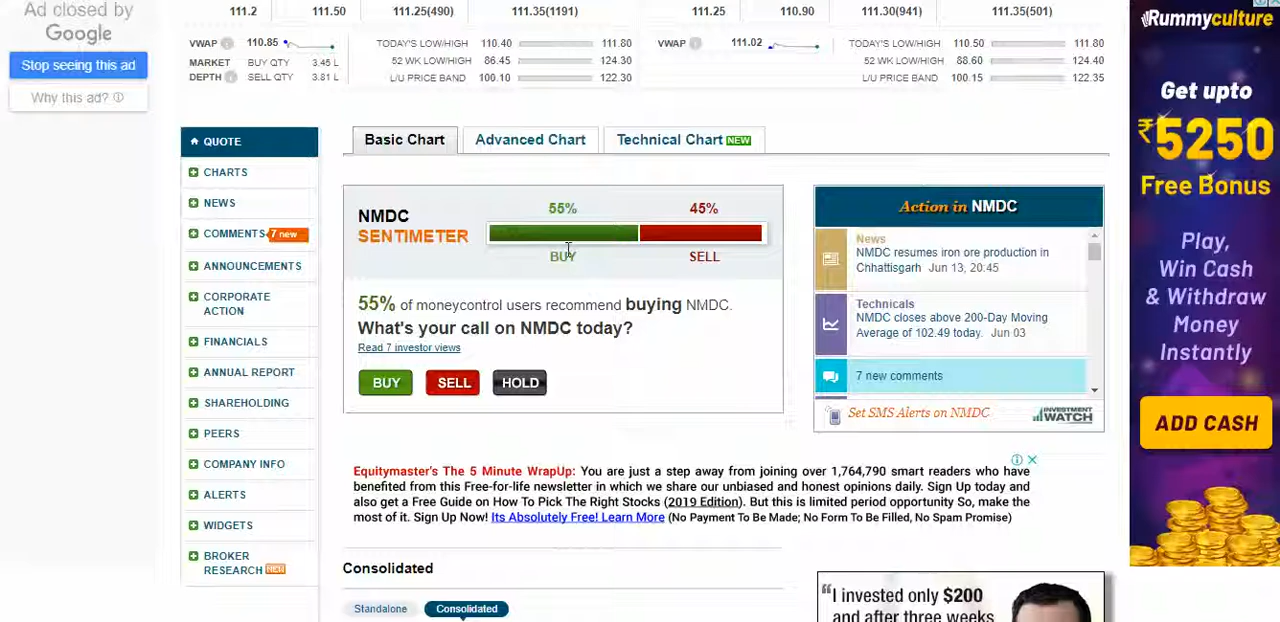 Ad closed by
Google
Stop seeing this ad
Why this ad?
111.2 111.50 111.25(490) 111.35(1191) 111.25 110.90 111.30(941) 111.35(501)
VWAP 110.85 TODAY'S LOW/HIGH 110.40 111.80 VWAP 111.02 TODAY'S LOW/HIGH 110.50 111.80
MARKET BUY QTY 3.45 L 52 WK LOW/HIGH 86.45 124.30 52 WK LOW/HIGH 88.60 124.40
DEPTH SELL QTY 3.81 L L/U PRICE BAND 100.10 122.30 L/U PRICE BAND 100.15 122.35
QUOTE
CHARTS
NEWS
COMMENTS 7 new
ANNOUNCEMENTS
CORPORATE
ACTION
FINANCIALS
ANNUAL REPORT
SHAREHOLDING
PEERS
COMPANY INFO
ALERTS
WIDGETS
BROKER
RESEARCH
Basic Chart Advanced Chart Technical Chart NEW
NMDC
SENTIMETER
55% 45%
BUY SELL
55% of moneycontrol users recommend buying NMDC.
What's your call on NMDC today?
Read 7 investor views
BUY SELL HOLD
Action in NMDC
News
NMDC resumes iron ore production in
Chhattisgarh Jun 13, 20:45
Technicals
NMDC closes above 200-Day Moving
Average of 102.49 today. Jun 03
7 new comments
Set SMS Alerts on NMDC INVESTMENT
WATCH
Equitymaster's The 5 Minute WrapUp: You are just a step away from joining over 1,764,790 smart readers who have
benefited from this Free-for-life newsletter in which we share our unbiased and honest opinions daily. Sign Up today and
also get a Free Guide on How To Pick The Right Stocks (2019 Edition). But this is limited period opportunity So, make the
most of it. Sign Up Now! Its Absolutely Free! Learn More (No Payment To Be Made; No Form To Be Filled, No Spam Promise)
Consolidated
Standalone Consolidated
"I invested only $200
and after three weeks
Rummyculture
Get upto
₹5250
Free Bonus
Play,
Win Cash
& Withdraw
Money
Instantly
ADD CASH